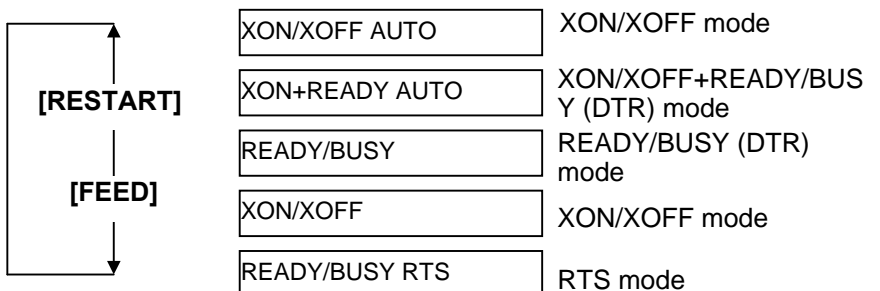 XON/XOFF AUTO XON/XOFF mode
[RESTART] XON+READY AUTO XON/XOFF+READY/BUS
Y (DTR) mode
READY/BUSY READY/BUSY (DTR)
mode
[FEED]
XON/XOFF XON/XOFF mode
READY/BUSY RTS RTS mode